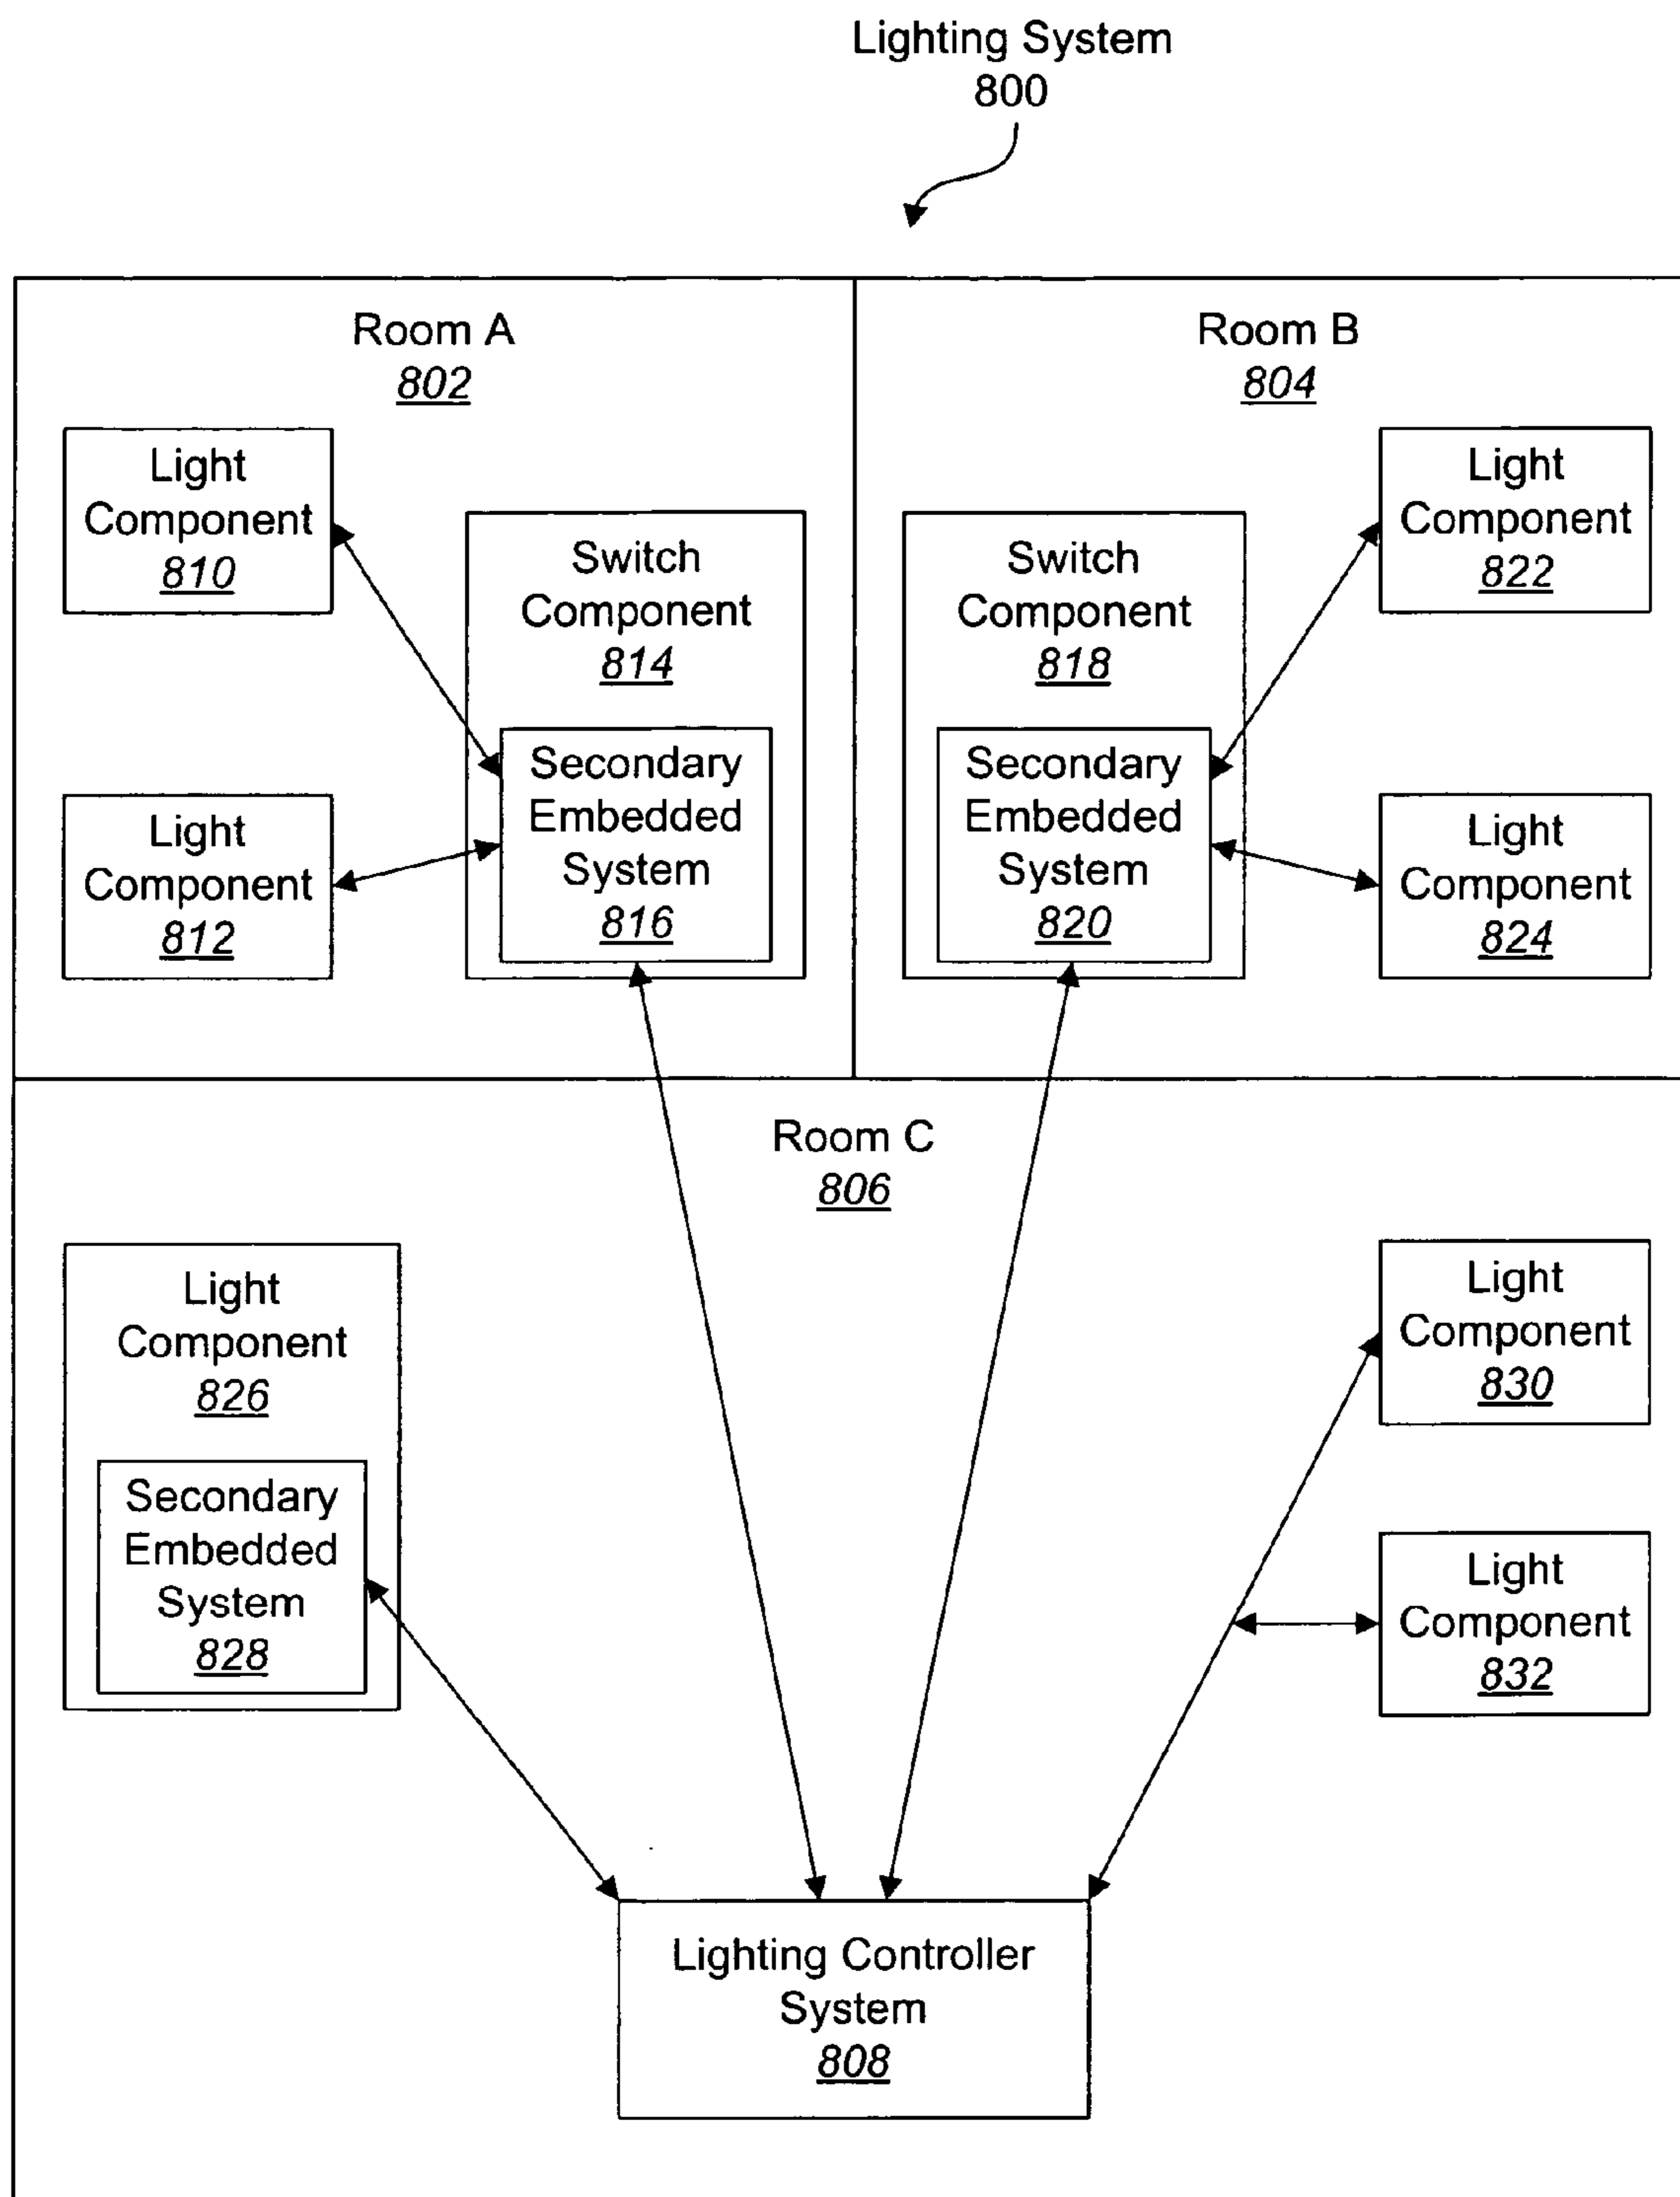 Lighting System
800
Room A
802
Room B
804
Light
Component
810
Switch
Component
814
Secondary
Embedded
System
816
Light
Component
812
Switch
Component
818
Secondary
Embedded
System
820
Light
Component
822
Light
Component
824
Room C
806
Light
Component
826
Secondary
Embedded
System
828
Light
Component
830
Light
Component
832
Lighting Controller
System
808